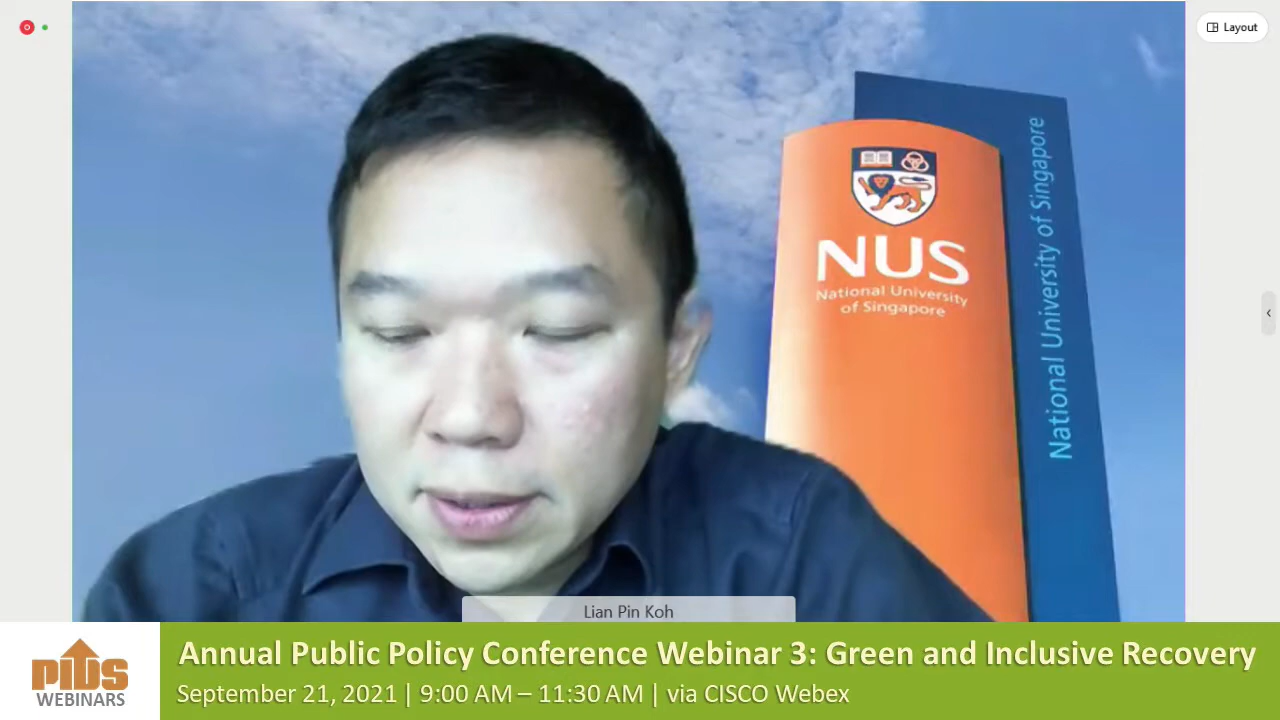 Layout
NUS
National University
of Singapore
National University of Singapore
Lian Pin Koh
PIDS
WEBINARS
Annual Public Policy Conference Webinar 3: Green and Inclusive Recovery
September 21, 2021 | 9:00 AM – 11:30 AM | via CISCO Webex